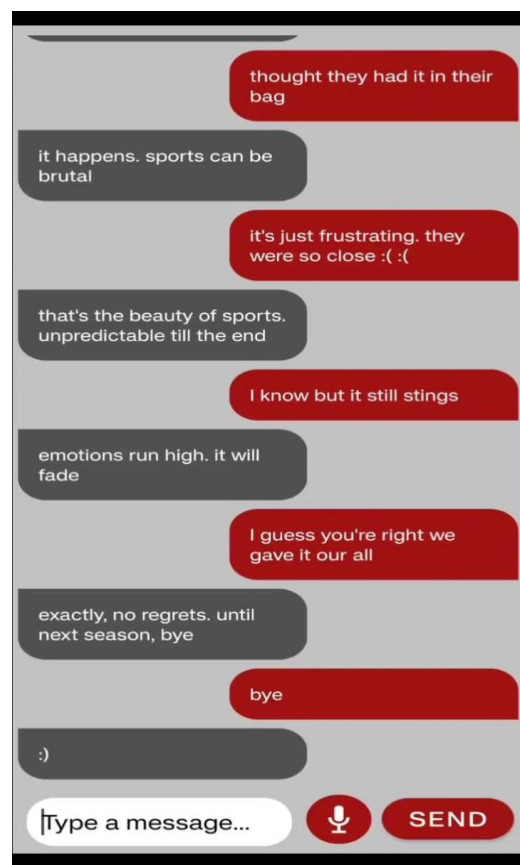 thought they had it in their
bag
it happens. sports can be
brutal
it's just frustrating. they
were so close :( :(
that's the beauty of sports.
unpredictable till the end
I know but it still stings
emotions run high. it will
fade
I guess you're right we
gave it our all
exactly, no regrets. until
next season, bye
bye
:)
Type a message...
SEND